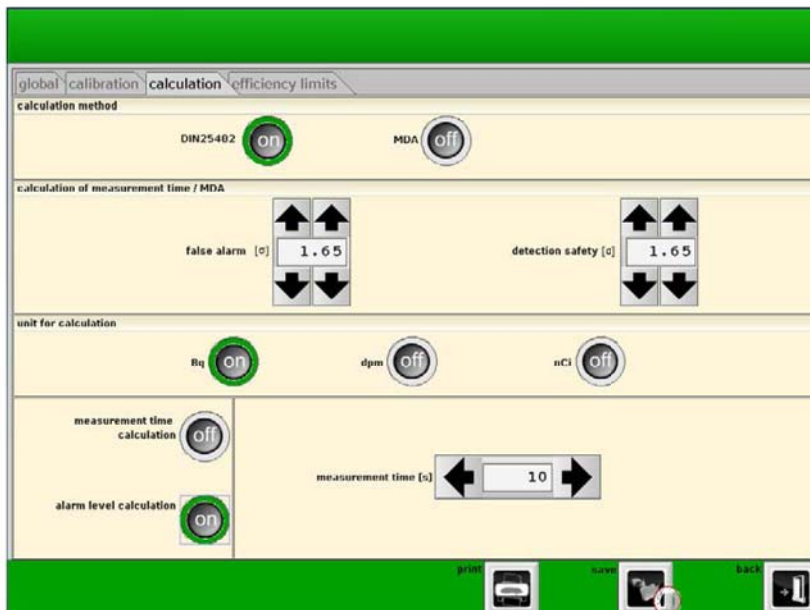 global calibration calculation efficiency limits
calculation method
DIN25482 on MDA off
calculation of measurement time / MDA
false alarm [σ] 1.65 detection safety [σ] 1.65
unit for calculation
Bq on dpm off nCi off
measurement time
calculation off
measurement time [s] 10
alarm level calculation on
print save back